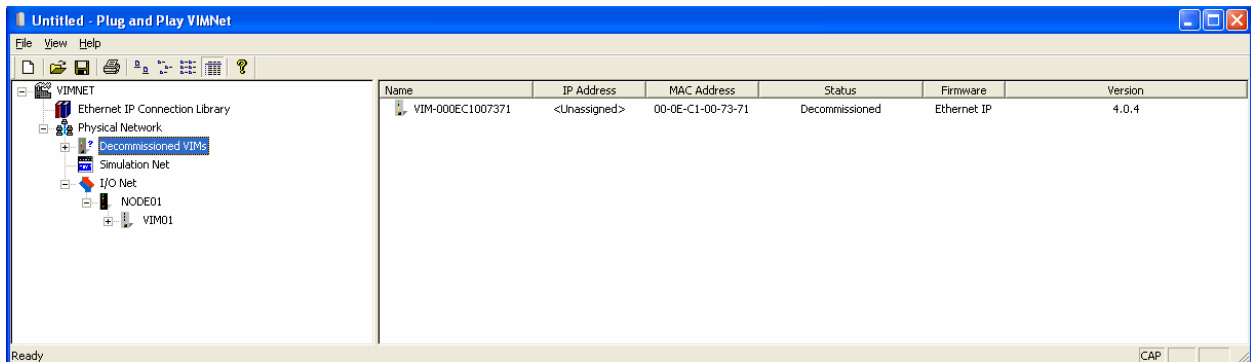 Untitled - Plug and Play VIMNet
File View Help
VIMNET
Ethernet IP Connection Library
Physical Network
Decommissioned VIMs
Simulation Net
I/O Net
NODE01
VIM01
Name IP Address MAC Address Status Firmware Version
VIM-000EC1007371 <Unassigned> 00-0E-C1-00-73-71 Decommissioned Ethernet IP 4.0.4
Ready CAP